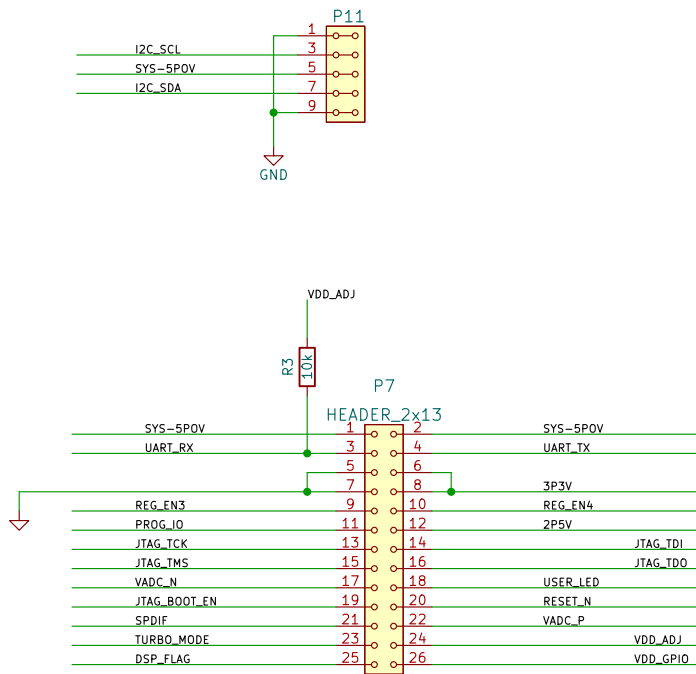 P11
1
I2C_SCL 3
SYS-5P0V 5
I2C_SDA 7
9
GND
VDD_ADJ
R3 10k
P7
HEADER_2x13
SYS-5P0V 1 2 SYS-5P0V
UART_RX 3 4 UART_TX
5 6
7 8 3P3V
REG_EN3 9 10 REG_EN4
PROG_IO 11 12 2P5V
JTAG_TCK 13 14 JTAG_TDI
JTAG_TMS 15 16 JTAG_TDO
VADC_N 17 18 USER_LED
JTAG_BOOT_EN 19 20 RESET_N
SPDIF 21 22 VADC_P
TURBO_MODE 23 24 VDD_ADJ
DSP_FLAG 25 26 VDD_GPIO